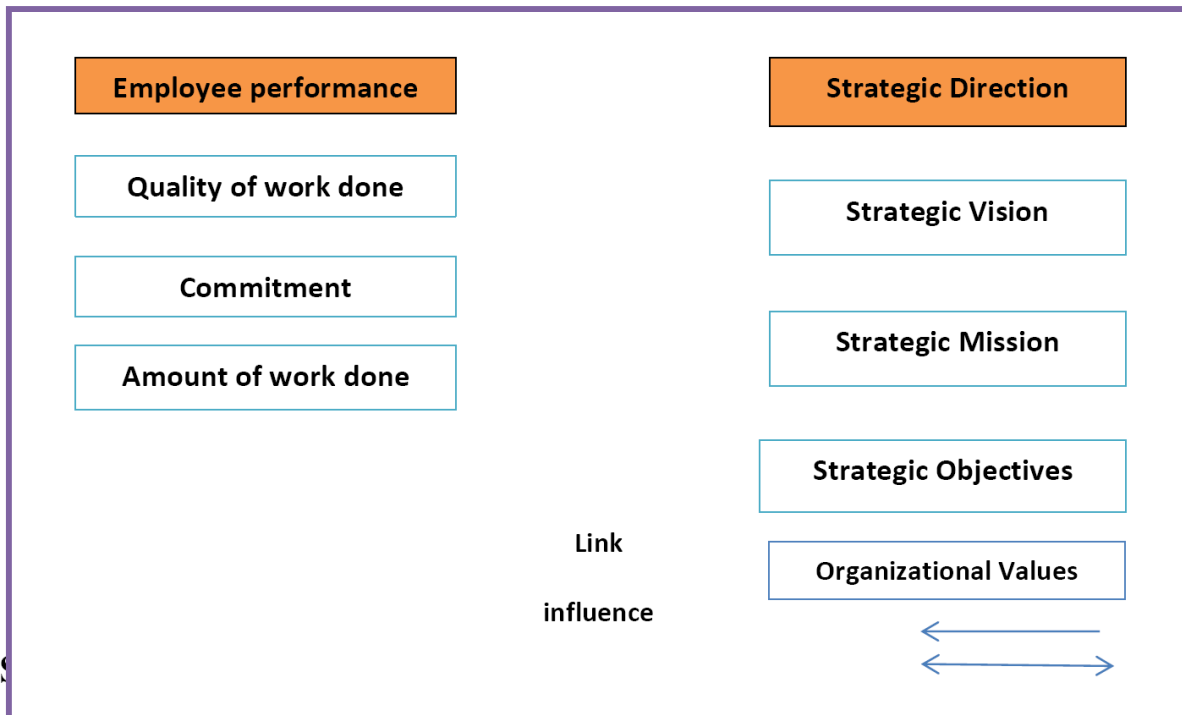 Employee performance
Quality of work done
Commitment
Amount of work done
Strategic Direction
Strategic Vision
Strategic Mission
Strategic Objectives
Organizational Values
Link
influence